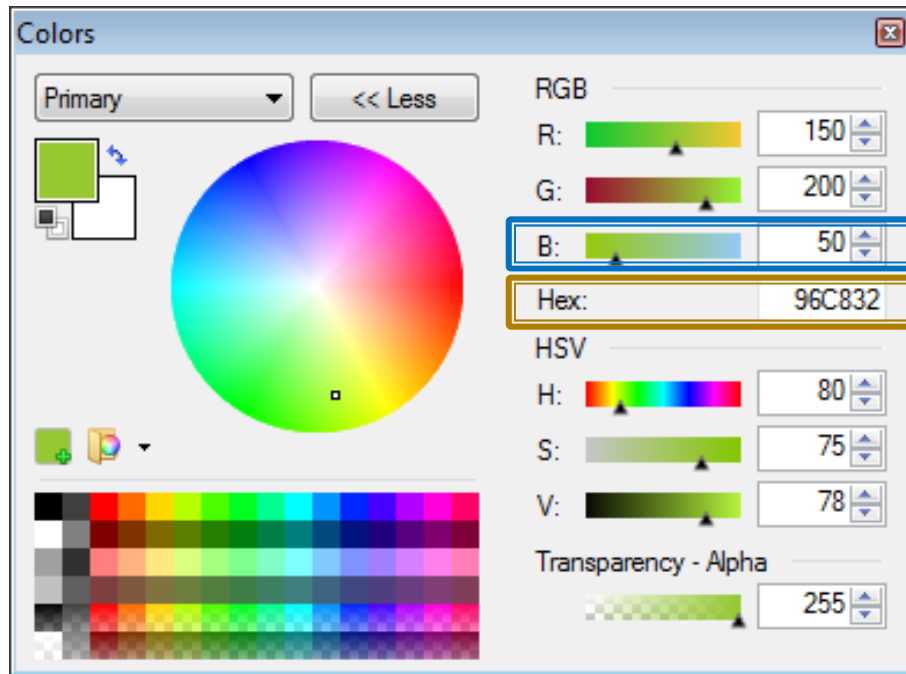 Colors
Primary
<< Less
RGB
R: 150
G: 200
B: 50
Hex: 96C832
HSV
H: 80
S: 75
V: 78
Transparency - Alpha
255